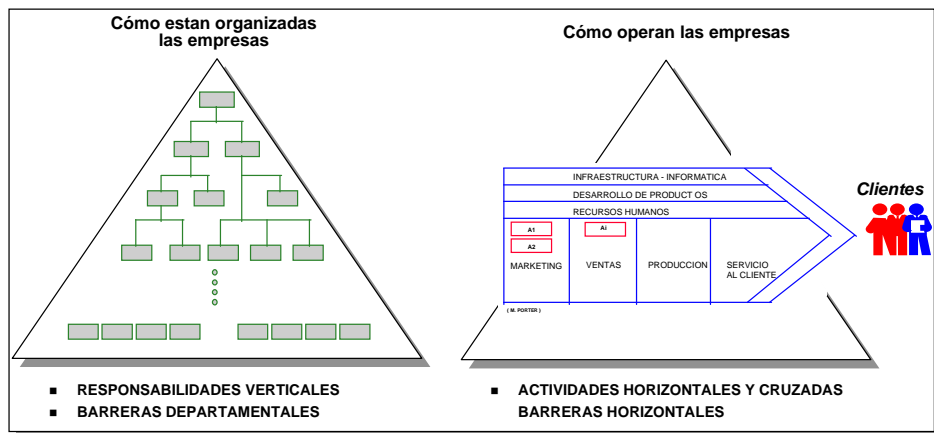 Cómo estan organizadas
las empresas
Cómo operan las empresas
INFRAESTRUCTURA - INFORMATICA
DESARROLLO DE PRODUCT OS
RECURSOS HUMANOS
Clientes
A1
Ai
A2
MARKETING
VENTAS
PRODUCCION
SERVICIO
AL CLIENTE
( M. PORTER )
■ RESPONSABILIDADES VERTICALES
■ BARRERAS DEPARTAMENTALES
■ ACTIVIDADES HORIZONTALES Y CRUZADAS
BARRERAS HORIZONTALES